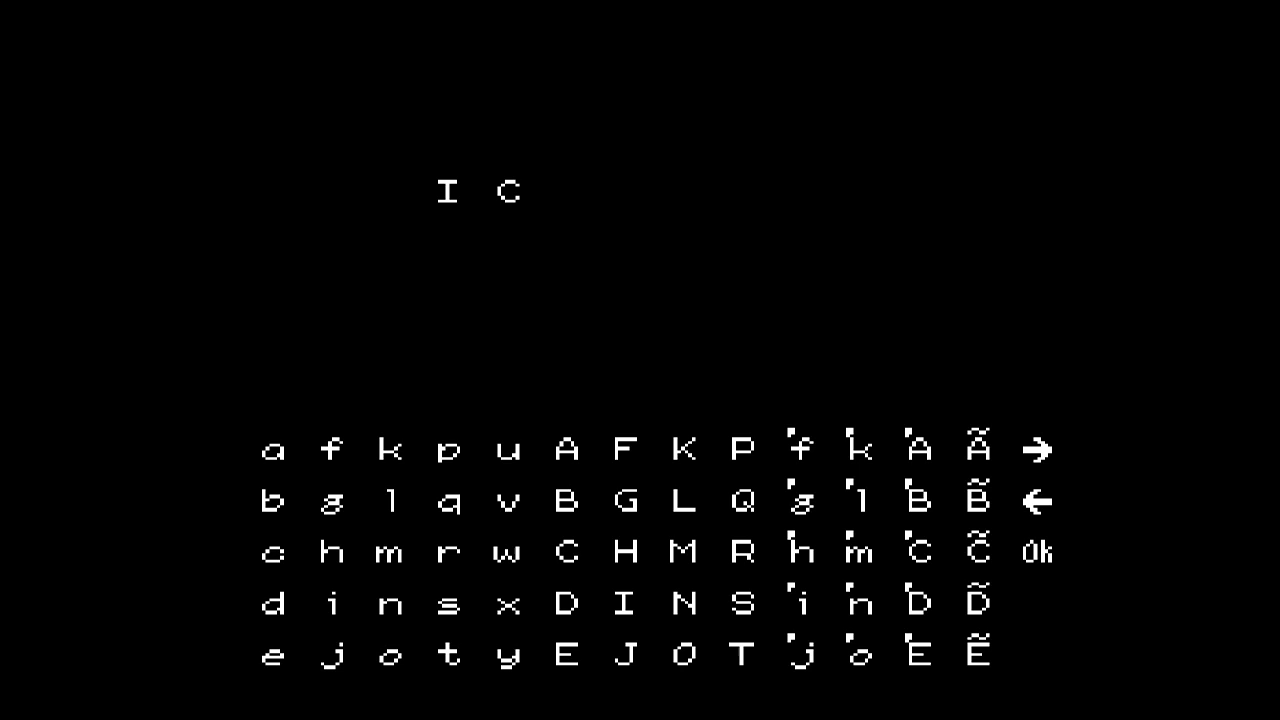 I C
a f k p u A F K P 'f 'k 'A Ã →
b g l q v B G L Q 'g 'l 'B B̃ ←
c h m r w C H M R 'h 'm 'C C̃ Ok
d i n s x D I N S 'i 'n 'D D̃
e j o t y E J O T 'j 'o 'E Ẽ